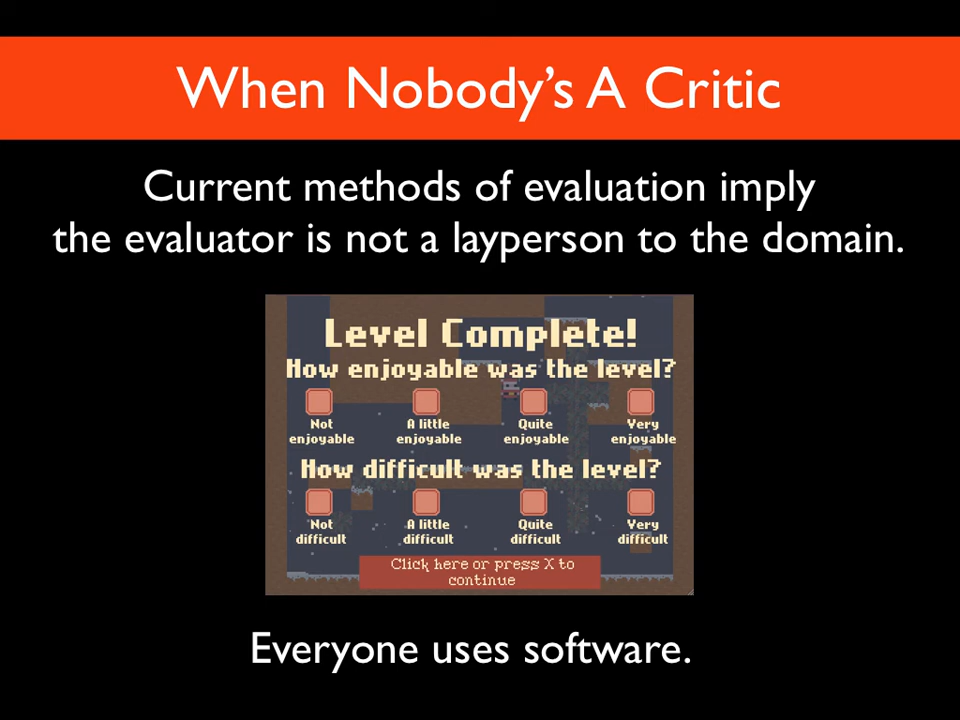 When Nobody's A Critic
Current methods of evaluation imply
the evaluator is not a layperson to the domain.
Level Complete!
How enjoyable was the level?
Not enjoyable
A little enjoyable
Quite enjoyable
Very enjoyable
How difficult was the level?
Not difficult
A little difficult
Quite difficult
Very difficult
Click here or press X to
continue
Everyone uses software.